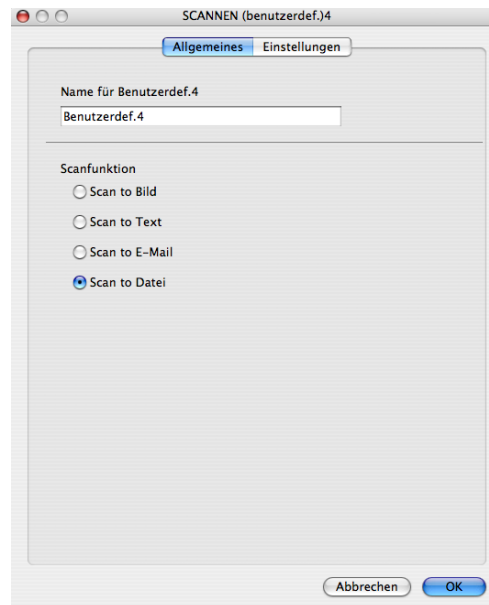 SCANNEN (benutzerdef.)4
Allgemeines Einstellungen
Name für Benutzerdef.4
Benutzerdef.4
Scanfunktion
Scan to Bild
Scan to Text
Scan to E-Mail
Scan to Datei
Abbrechen OK